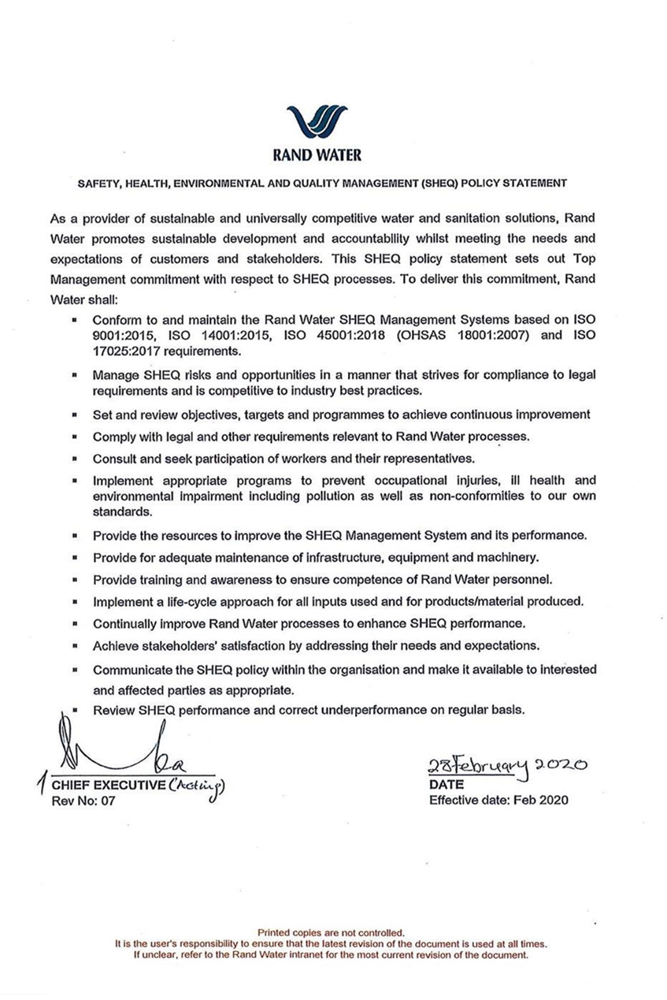 RAND WATER
SAFETY, HEALTH, ENVIRONMENTAL AND QUALITY MANAGEMENT (SHEQ) POLICY STATEMENT
As a provider of sustainable and universally competitive water and sanitation solutions, Rand
Water promotes sustainable development and accountability whilst meeting the needs and
expectations of customers and stakeholders. This SHEQ policy statement sets out Top
Management commitment with respect to SHEQ processes. To deliver this commitment, Rand
Water shall:
▪ Conform to and maintain the Rand Water SHEQ Management Systems based on ISO
9001:2015, ISO 14001:2015, ISO 45001:2018 (OHSAS 18001:2007) and ISO
17025:2017 requirements.
▪ Manage SHEQ risks and opportunities in a manner that strives for compliance to legal
requirements and is competitive to industry best practices.
▪ Set and review objectives, targets and programmes to achieve continuous improvement
▪ Comply with legal and other requirements relevant to Rand Water processes.
▪ Consult and seek participation of workers and their representatives.
▪ Implement appropriate programs to prevent occupational injuries, ill health and
environmental impairment including pollution as well as non-conformities to our own
standards.
▪ Provide the resources to improve the SHEQ Management System and its performance.
▪ Provide for adequate maintenance of infrastructure, equipment and machinery.
▪ Provide training and awareness to ensure competence of Rand Water personnel.
▪ Implement a life-cycle approach for all inputs used and for products/material produced.
▪ Continually improve Rand Water processes to enhance SHEQ performance.
▪ Achieve stakeholders' satisfaction by addressing their needs and expectations.
▪ Communicate the SHEQ policy within the organisation and make it available to interested
and affected parties as appropriate.
▪ Review SHEQ performance and correct underperformance on regular basis.
28 February 2020
CHIEF EXECUTIVE (Acting) DATE
Rev No: 07 Effective date: Feb 2020
Printed copies are not controlled.
It is the user's responsibility to ensure that the latest revision of the document is used at all times.
If unclear, refer to the Rand Water intranet for the most current revision of the document.